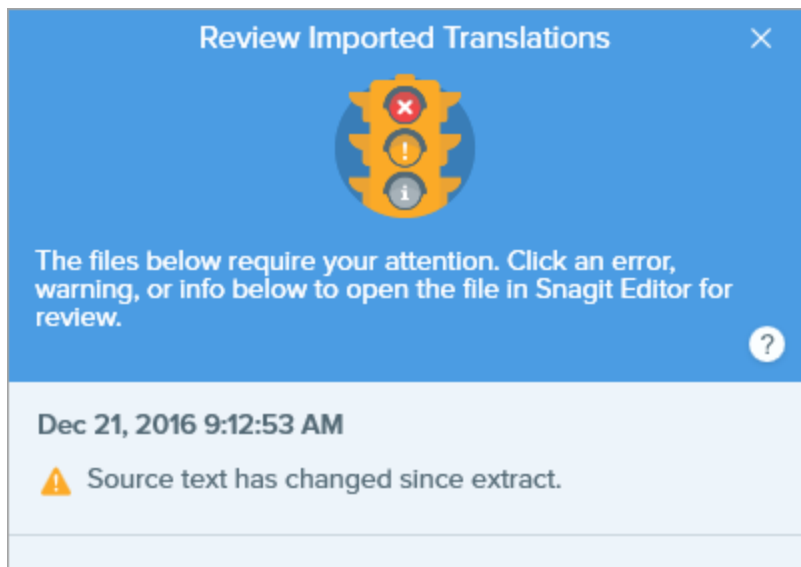 Review Imported Translations
The files below require your attention. Click an error,
warning, or info below to open the file in Snagit Editor for
review.
?
Dec 21, 2016 9:12:53 AM
Source text has changed since extract.